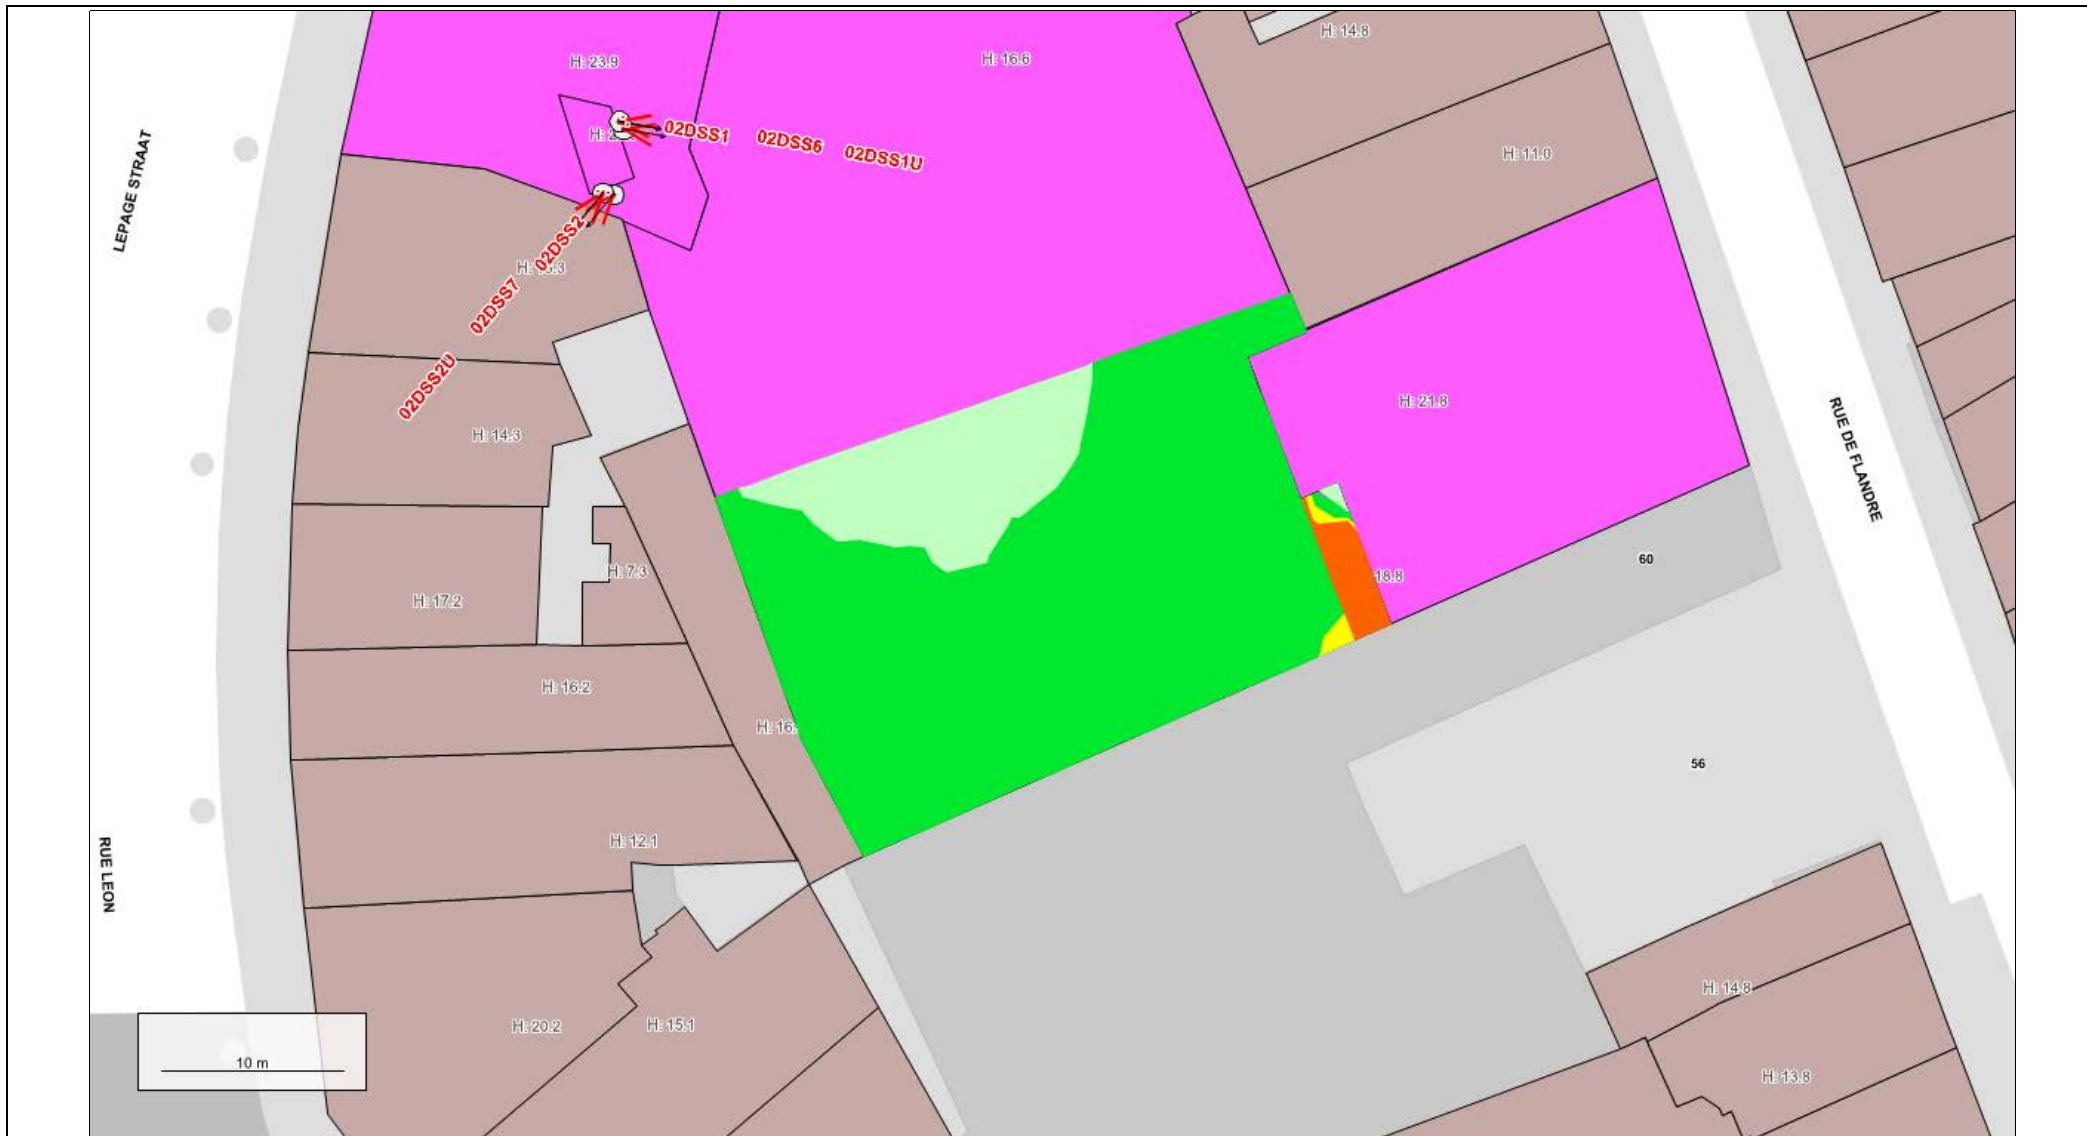 H: 14.8
H: 23.9
H: 16.6
02DSS1 02DSS6 02DSS1U
H: 11.0
LEPAGE STRAAT
02DSS2
02DSS7
02DSS2U
H: 14.3
H: 21.8
RUE DE FLANDRE
60
H: 7.3
18.8
H: 17.2
H: 16.2
H: 16.
56
H: 12.1
RUE LEON
H: 14.8
H: 20.2
H: 15.1
10 m
H: 13.8